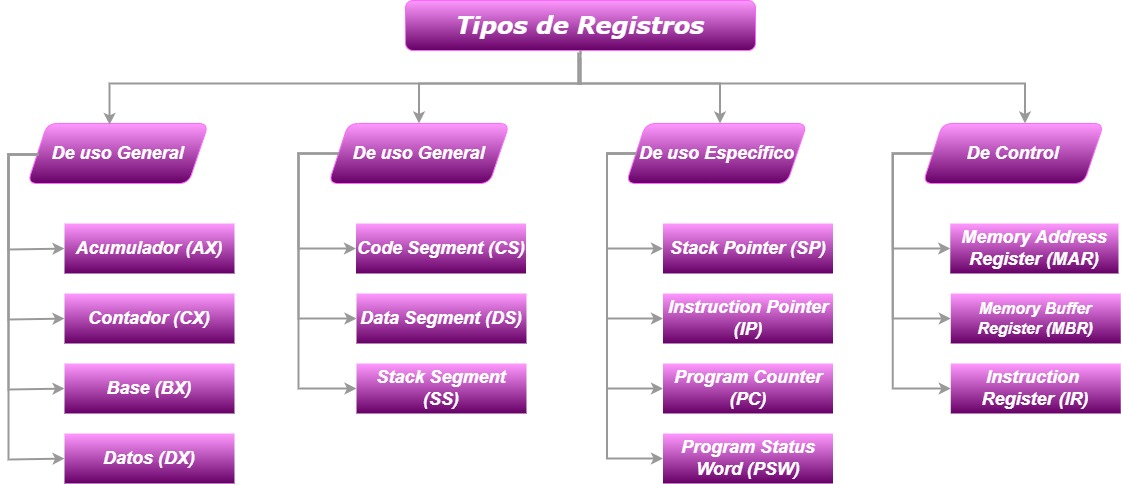 Tipos de Registros
De uso General
Acumulador (AX)
Contador (CX)
Base (BX)
Datos (DX)
De uso General
Code Segment (CS)
Data Segment (DS)
Stack Segment
(SS)
De uso Específico
Stack Pointer (SP)
Instruction Pointer
(IP)
Program Counter
(PC)
Program Status
Word (PSW)
De Control
Memory Address
Register (MAR)
Memory Buffer
Register (MBR)
Instruction
Register (IR)